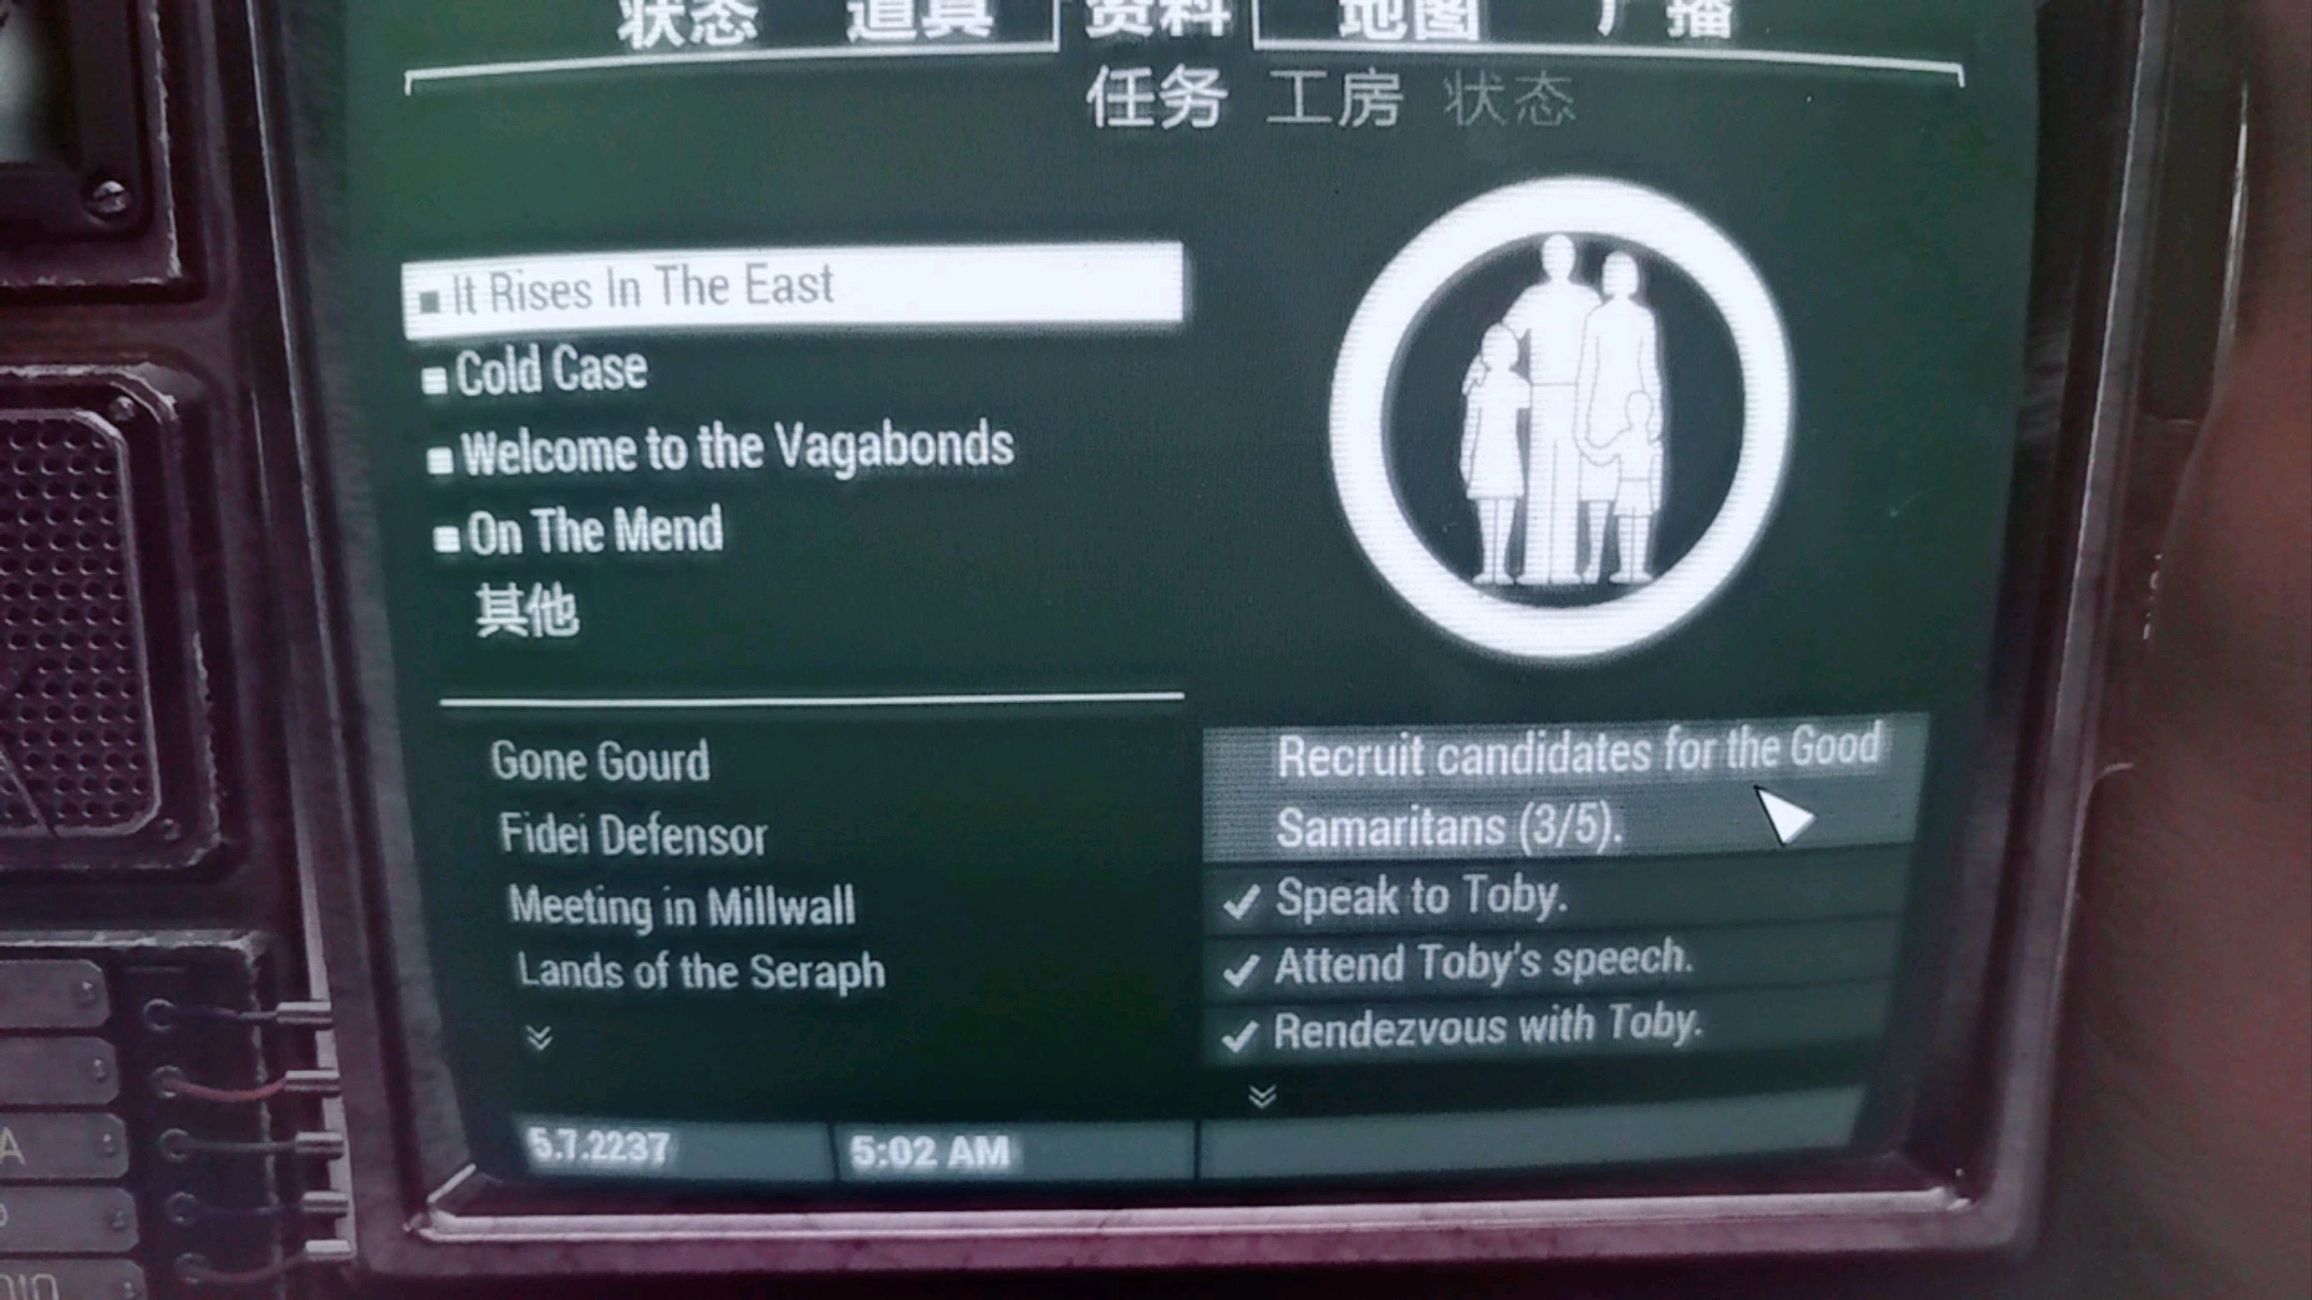 状态 道具 资料 地图 广播
任务 工房 状态
It Rises In The East
Cold Case
Welcome to the Vagabonds
On The Mend
其他
Gone Gourd
Fidei Defensor
Meeting in Millwall
Lands of the Seraph
Recruit candidates for the Good
Samaritans (3/5).
Speak to Toby.
Attend Toby's speech.
Rendezvous with Toby.
5.7.2237
5:02 AM
A